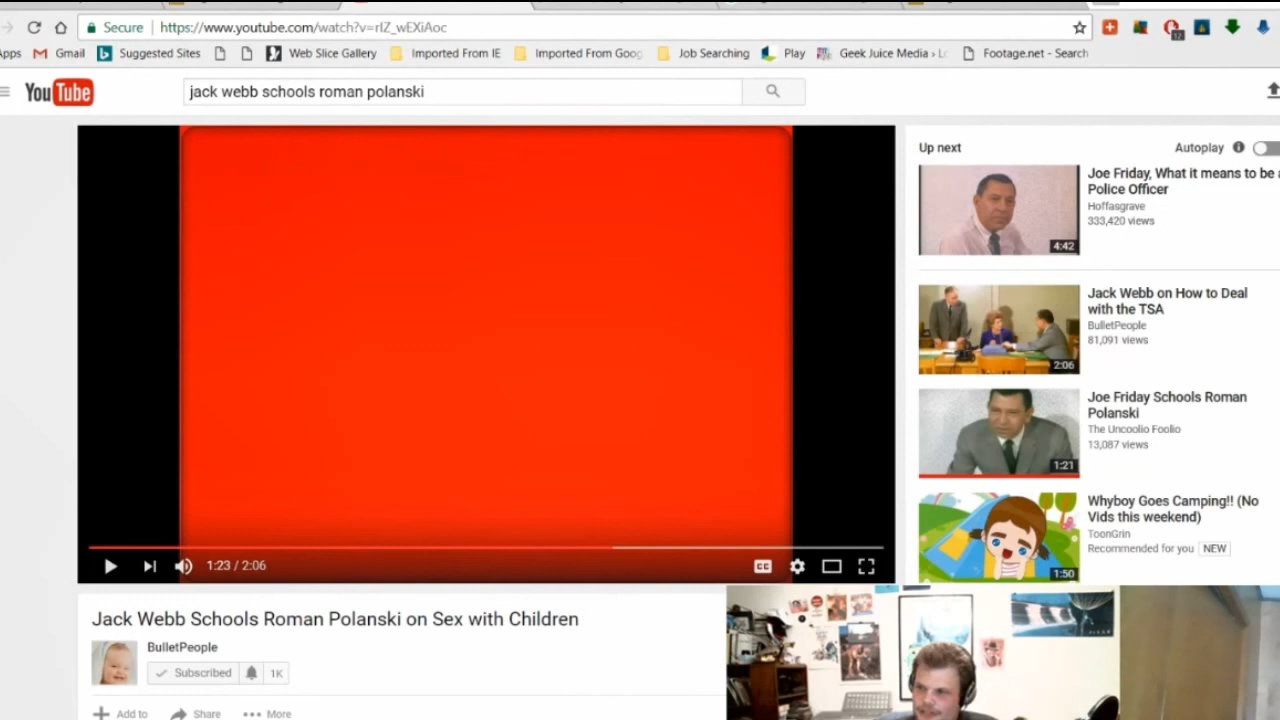 Secure https://www.youtube.com/watch?v=rIZ_wEXiAoc
Apps Gmail Suggested Sites Web Slice Gallery Imported From IE Imported From Goog Job Searching Play Geek Juice Media › Footage.net - Search
YouTube jack webb schools roman polanski
Up next Autoplay
Joe Friday, What it means to be a
Police Officer
Hoffasgrave
333,420 views
4:42
Jack Webb on How to Deal
with the TSA
BulletPeople
81,091 views
2:06
Joe Friday Schools Roman
Polanski
The Uncoolio Foolio
13,087 views
1:21
Whyboy Goes Camping!! (No
Vids this weekend)
ToonGrin
Recommended for you NEW
1:50
1:23 / 2:06 CC
Jack Webb Schools Roman Polanski on Sex with Children
BulletPeople
Subscribed 1K
Add to Share More